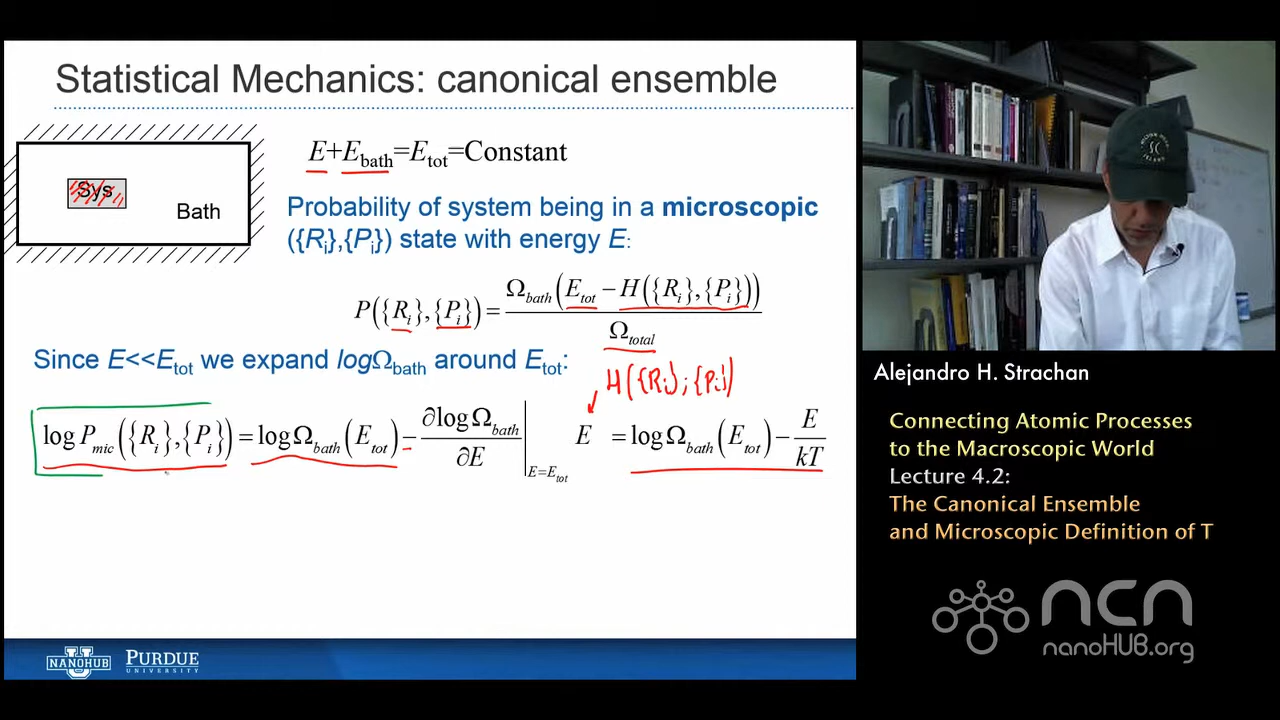 Statistical Mechanics: canonical ensemble
Sys
Bath
E+E_bath=E_tot=Constant
Probability of system being in a microscopic
({R_i},{P_i}) state with energy E:
P({R_i},{P_i}) = Ω_bath(E_tot − H({R_i},{P_i})) / Ω_total
Since E<<E_tot we expand logΩ_bath around E_tot:
H({Ri};{Pi})
log P_mic({R_i},{P_i}) = log Ω_bath(E_tot) − ∂log Ω_bath / ∂E |_{E=E_tot} E = log Ω_bath(E_tot) − E / kT
NANOHUB
U
PURDUE
UNIVERSITY
Alejandro H. Strachan
Connecting Atomic Processes
to the Macroscopic World
Lecture 4.2:
The Canonical Ensemble
and Microscopic Definition of T
ncn
nanoHUB.org